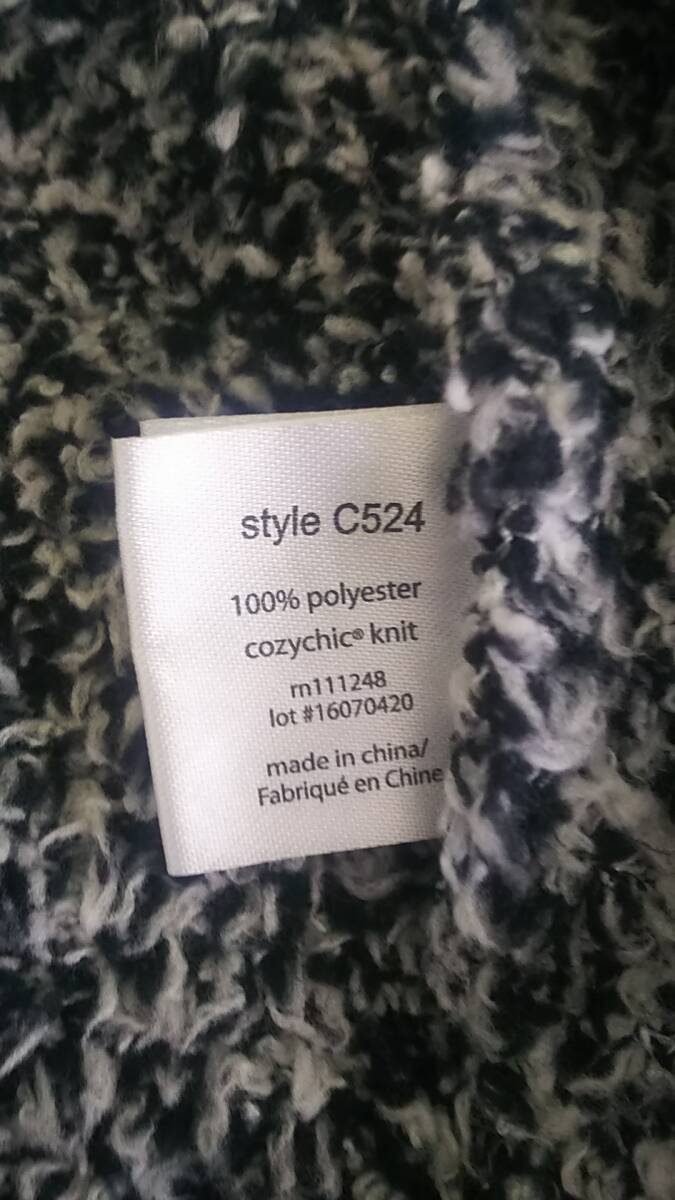 style C524
100% polyester
cozychic® knit
rn111248
lot #16070420
made in china/
Fabriqué en Chine